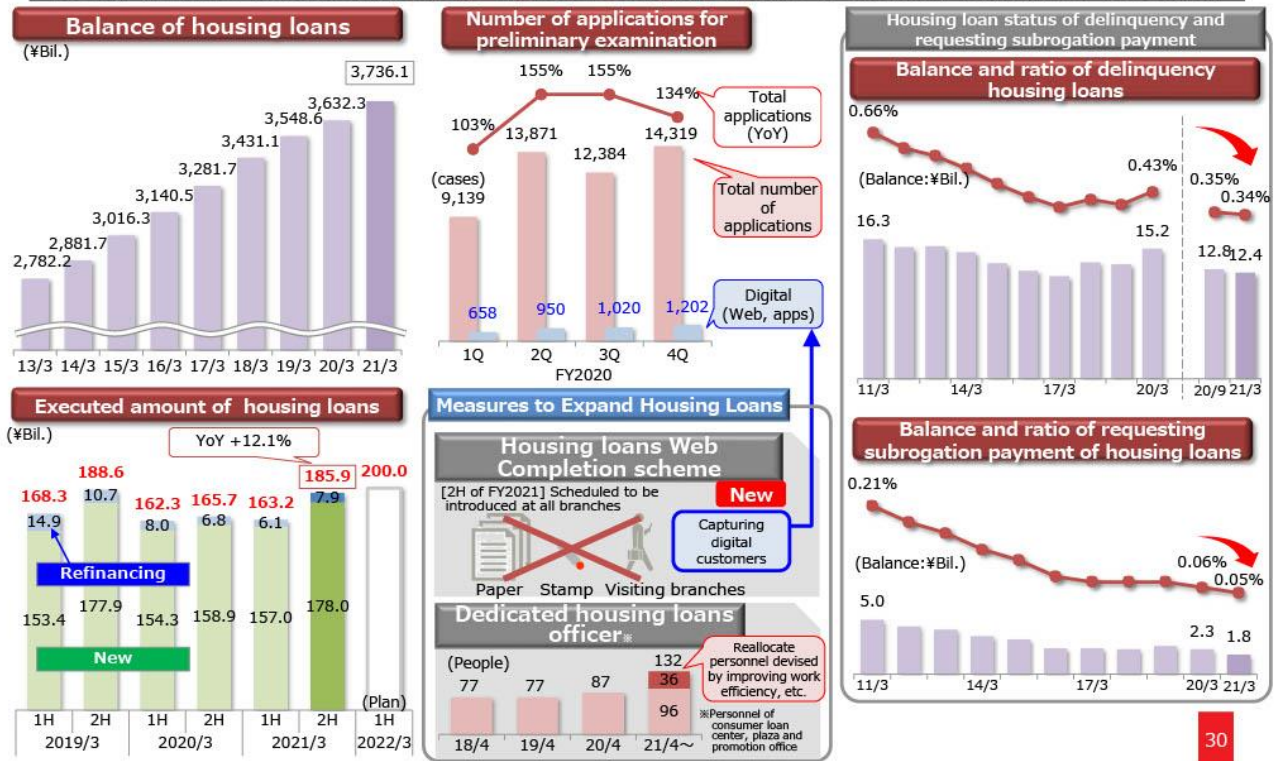 Balance of housing loans
(¥Bil.)
3,736.1
3,632.3
3,548.6
3,431.1
3,281.7
3,140.5
3,016.3
2,881.7
2,782.2
13/3 14/3 15/3 16/3 17/3 18/3 19/3 20/3 21/3
Number of applications for
preliminary examination
155% 155%
134%
103%
Total
applications
(YoY)
13,871
14,319
12,384
(cases)
9,139
Total number
of
applications
658 950 1,020 1,202
Digital
(Web, apps)
1Q 2Q 3Q 4Q
FY2020
Housing loan status of delinquency and
requesting subrogation payment
Balance and ratio of delinquency
housing loans
0.66%
0.43%
0.35%
0.34%
(Balance:¥Bil.)
16.3
15.2
12.8 12.4
11/3 14/3 17/3 20/3 20/9 21/3
Executed amount of housing loans
(¥Bil.)
YoY +12.1%
168.3 188.6 162.3 165.7 163.2 185.9 200.0
14.9 10.7 8.0 6.8 6.1 7.9
Refinancing
153.4 177.9 154.3 158.9 157.0 178.0
New
(Plan)
1H 2H 1H 2H 1H 2H 1H
2019/3 2020/3 2021/3 2022/3
Measures to Expand Housing Loans
Housing loans Web
Completion scheme
[2H of FY2021] Scheduled to be
introduced at all branches
New
Capturing
digital
customers
Paper Stamp Visiting branches
Dedicated housing loans
officer※
(People)
77 77 87 132
36
96
Reallocate
personnel devised
by improving work
efficiency, etc.
※Personnel of
consumer loan
center, plaza and
promotion office
18/4 19/4 20/4 21/4～
Balance and ratio of requesting
subrogation payment of housing loans
0.21%
0.06%
0.05%
(Balance:¥Bil.)
5.0
2.3 1.8
11/3 14/3 17/3 20/3 21/3
30